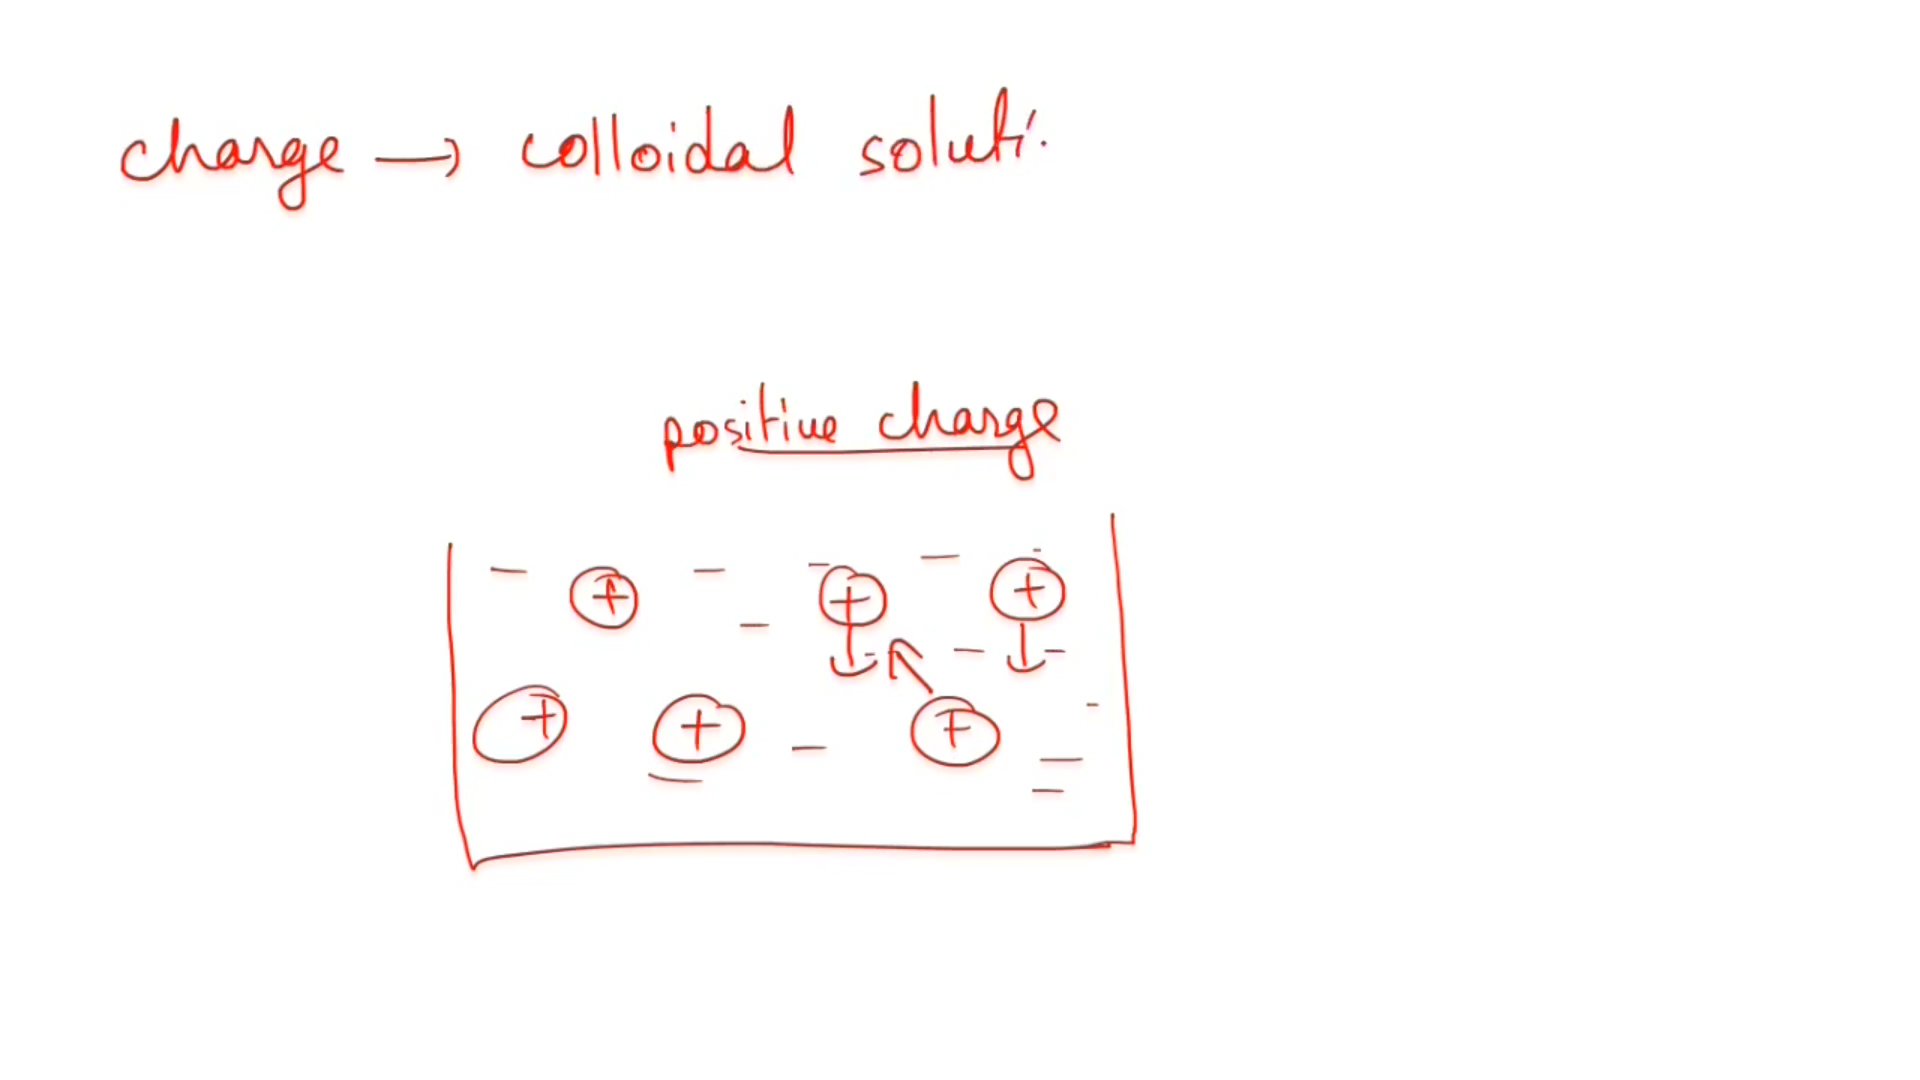 charge → colloidal soluti
positive charge
- + - - + - - +
- - - -
+ + - + -
- - -